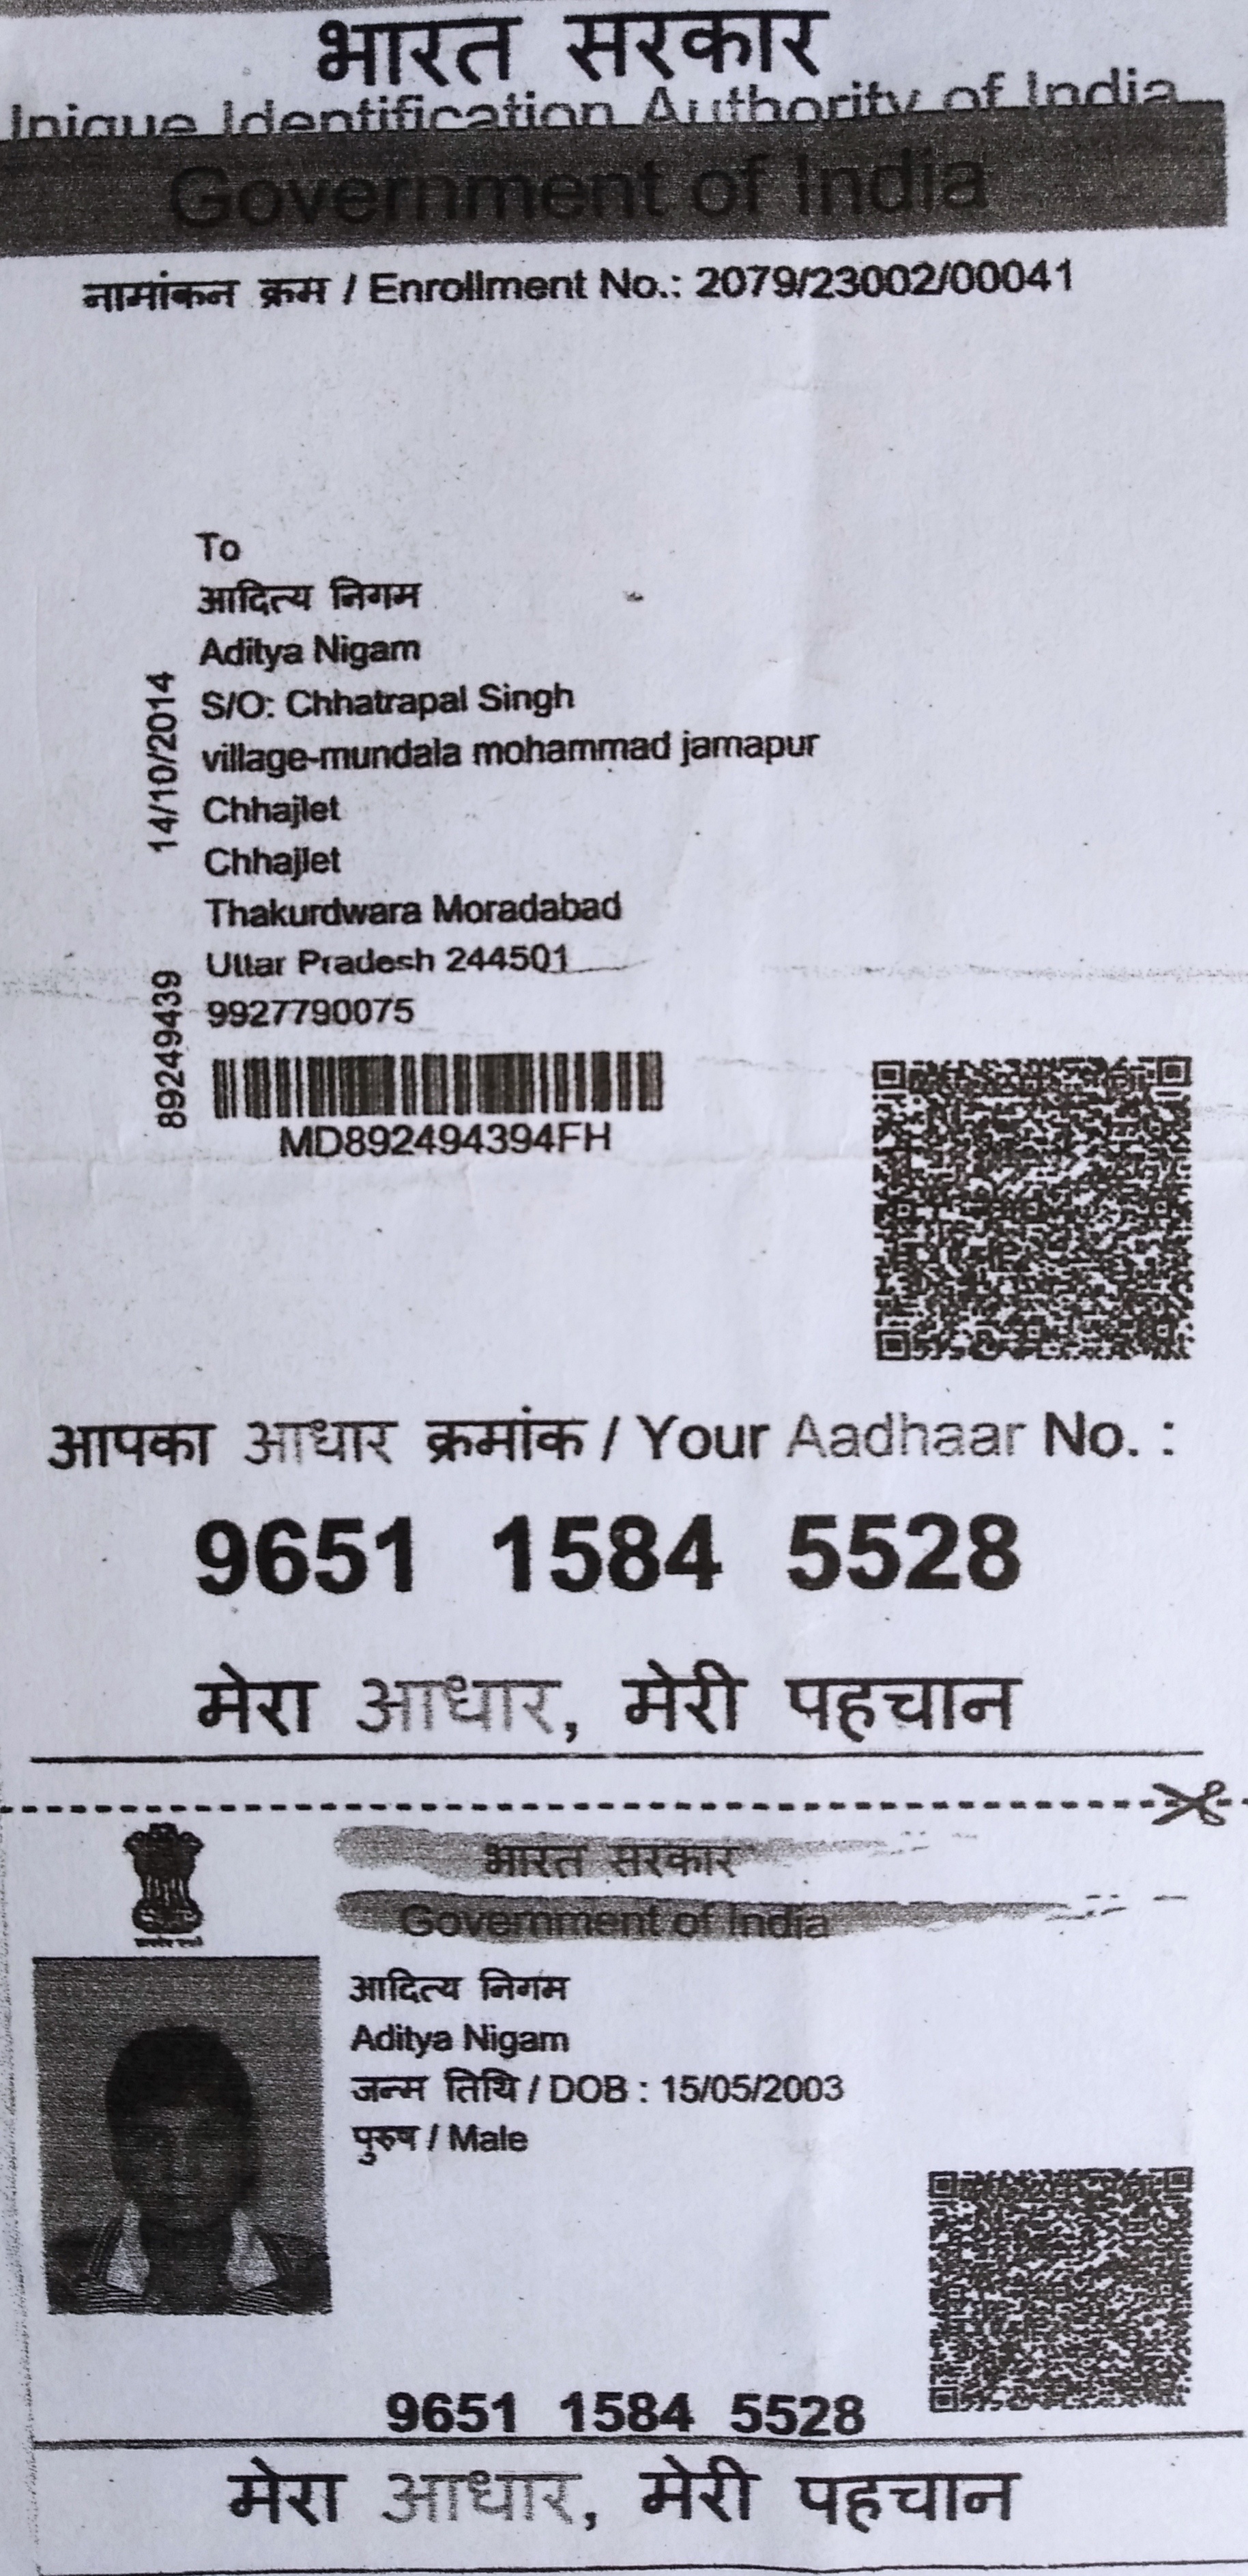 भारत सरकार
Unique Identification Authority of India
Government of India
नामांकन क्रम / Enrollment No.: 2079/23002/00041
To
आदित्य निगम
Aditya Nigam
S/O: Chhatrapal Singh
village-mundala mohammad jamapur
Chhajlet
Chhajlet
Thakurdwara Moradabad
Uttar Pradesh 244501
9927790075
14/10/2014
89249439
MD892494394FH
आपका आधार क्रमांक / Your Aadhaar No. :
9651 1584 5528
मेरा आधार, मेरी पहचान
भारत सरकार
Government of India
आदित्य निगम
Aditya Nigam
जन्म तिथि / DOB : 15/05/2003
पुरुष / Male
9651 1584 5528
मेरा आधार, मेरी पहचान